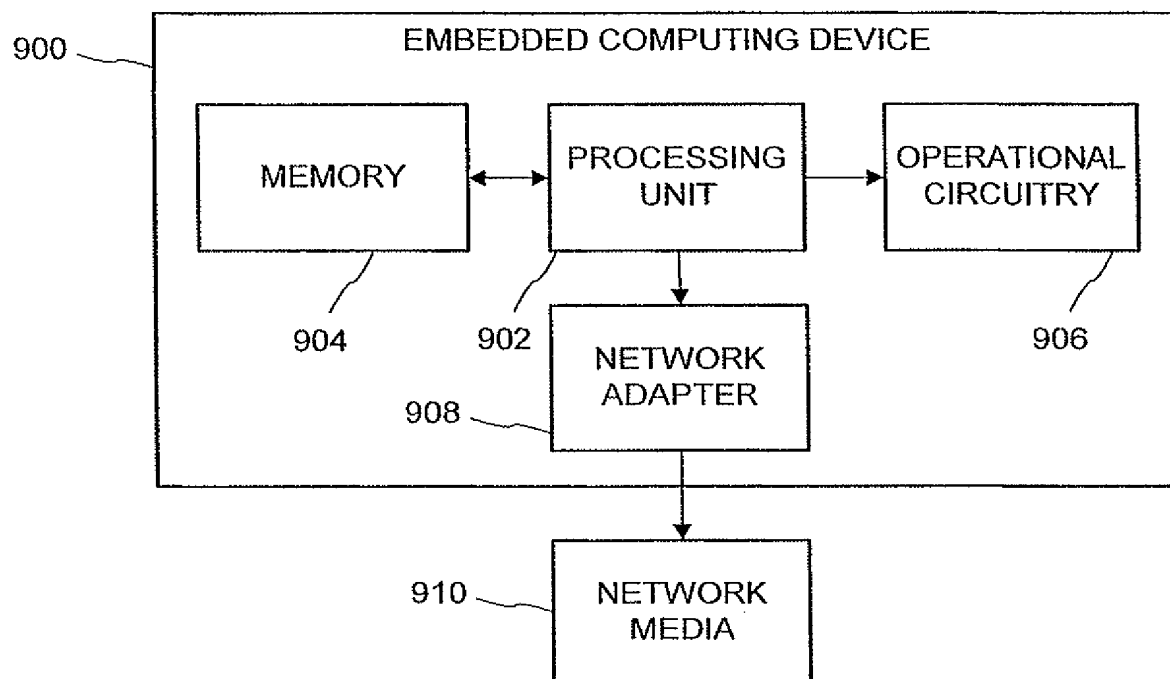 900
EMBEDDED COMPUTING DEVICE
MEMORY
PROCESSING
UNIT
OPERATIONAL
CIRCUITRY
904
902
906
NETWORK
ADAPTER
908
910
NETWORK
MEDIA